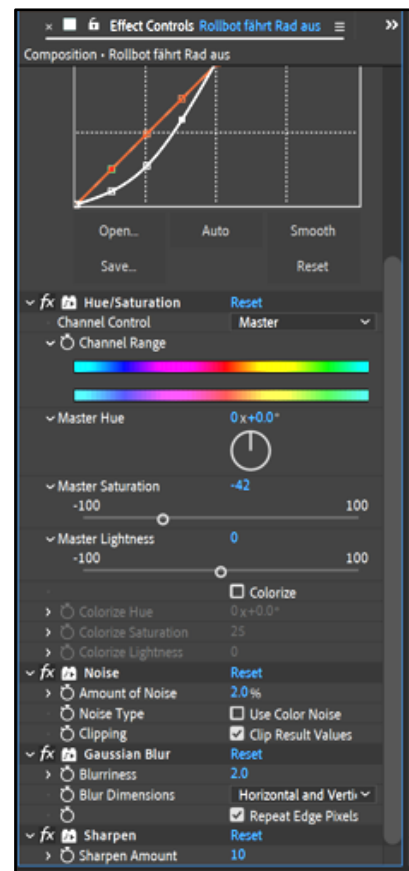 Effect Controls Rollbot fährt Rad aus
Composition • Rollbot fährt Rad aus
Open... Auto Smooth
Save... Reset
fx Hue/Saturation Reset
Channel Control Master
Channel Range
Master Hue 0x+0.0°
Master Saturation -42
-100 100
Master Lightness 0
-100 100
Colorize
Colorize Hue 0x+0.0°
Colorize Saturation 25
Colorize Lightness 0
fx Noise Reset
Amount of Noise 2.0%
Noise Type Use Color Noise
Clipping Clip Result Values
fx Gaussian Blur Reset
Blurriness 2.0
Blur Dimensions Horizontal and Verti
Repeat Edge Pixels
fx Sharpen Reset
Sharpen Amount 10